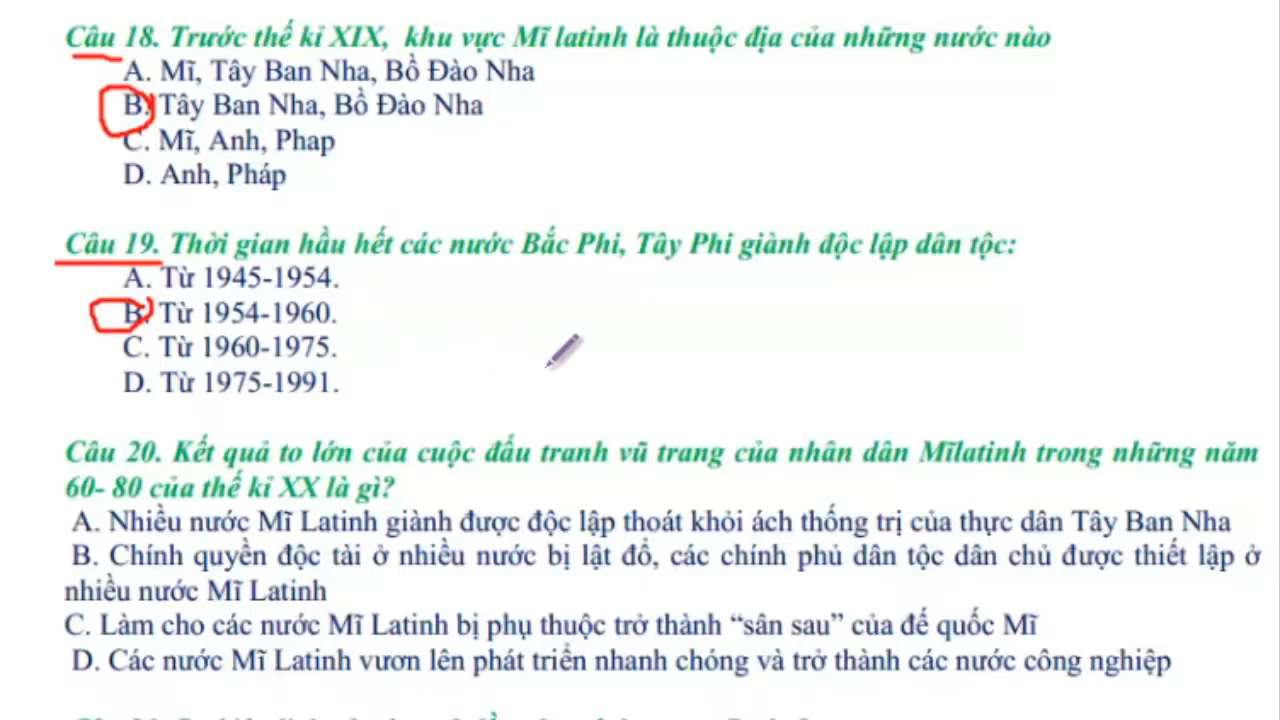 Câu 18. Trước thế kỉ XIX, khu vực Mĩ latinh là thuộc địa của những nước nào
A. Mĩ, Tây Ban Nha, Bồ Đào Nha
B. Tây Ban Nha, Bồ Đào Nha
C. Mĩ, Anh, Phap
D. Anh, Pháp
Câu 19. Thời gian hầu hết các nước Bắc Phi, Tây Phi giành độc lập dân tộc:
A. Từ 1945-1954.
B. Từ 1954-1960.
C. Từ 1960-1975.
D. Từ 1975-1991.
Câu 20. Kết quả to lớn của cuộc đấu tranh vũ trang của nhân dân Mĩlatinh trong những năm
60- 80 của thế kỉ XX là gì?
A. Nhiều nước Mĩ Latinh giành được độc lập thoát khỏi ách thống trị của thực dân Tây Ban Nha
B. Chính quyền độc tài ở nhiều nước bị lật đổ, các chính phủ dân tộc dân chủ được thiết lập ở
nhiều nước Mĩ Latinh
C. Làm cho các nước Mĩ Latinh bị phụ thuộc trở thành “sân sau” của đế quốc Mĩ
D. Các nước Mĩ Latinh vươn lên phát triển nhanh chóng và trở thành các nước công nghiệp